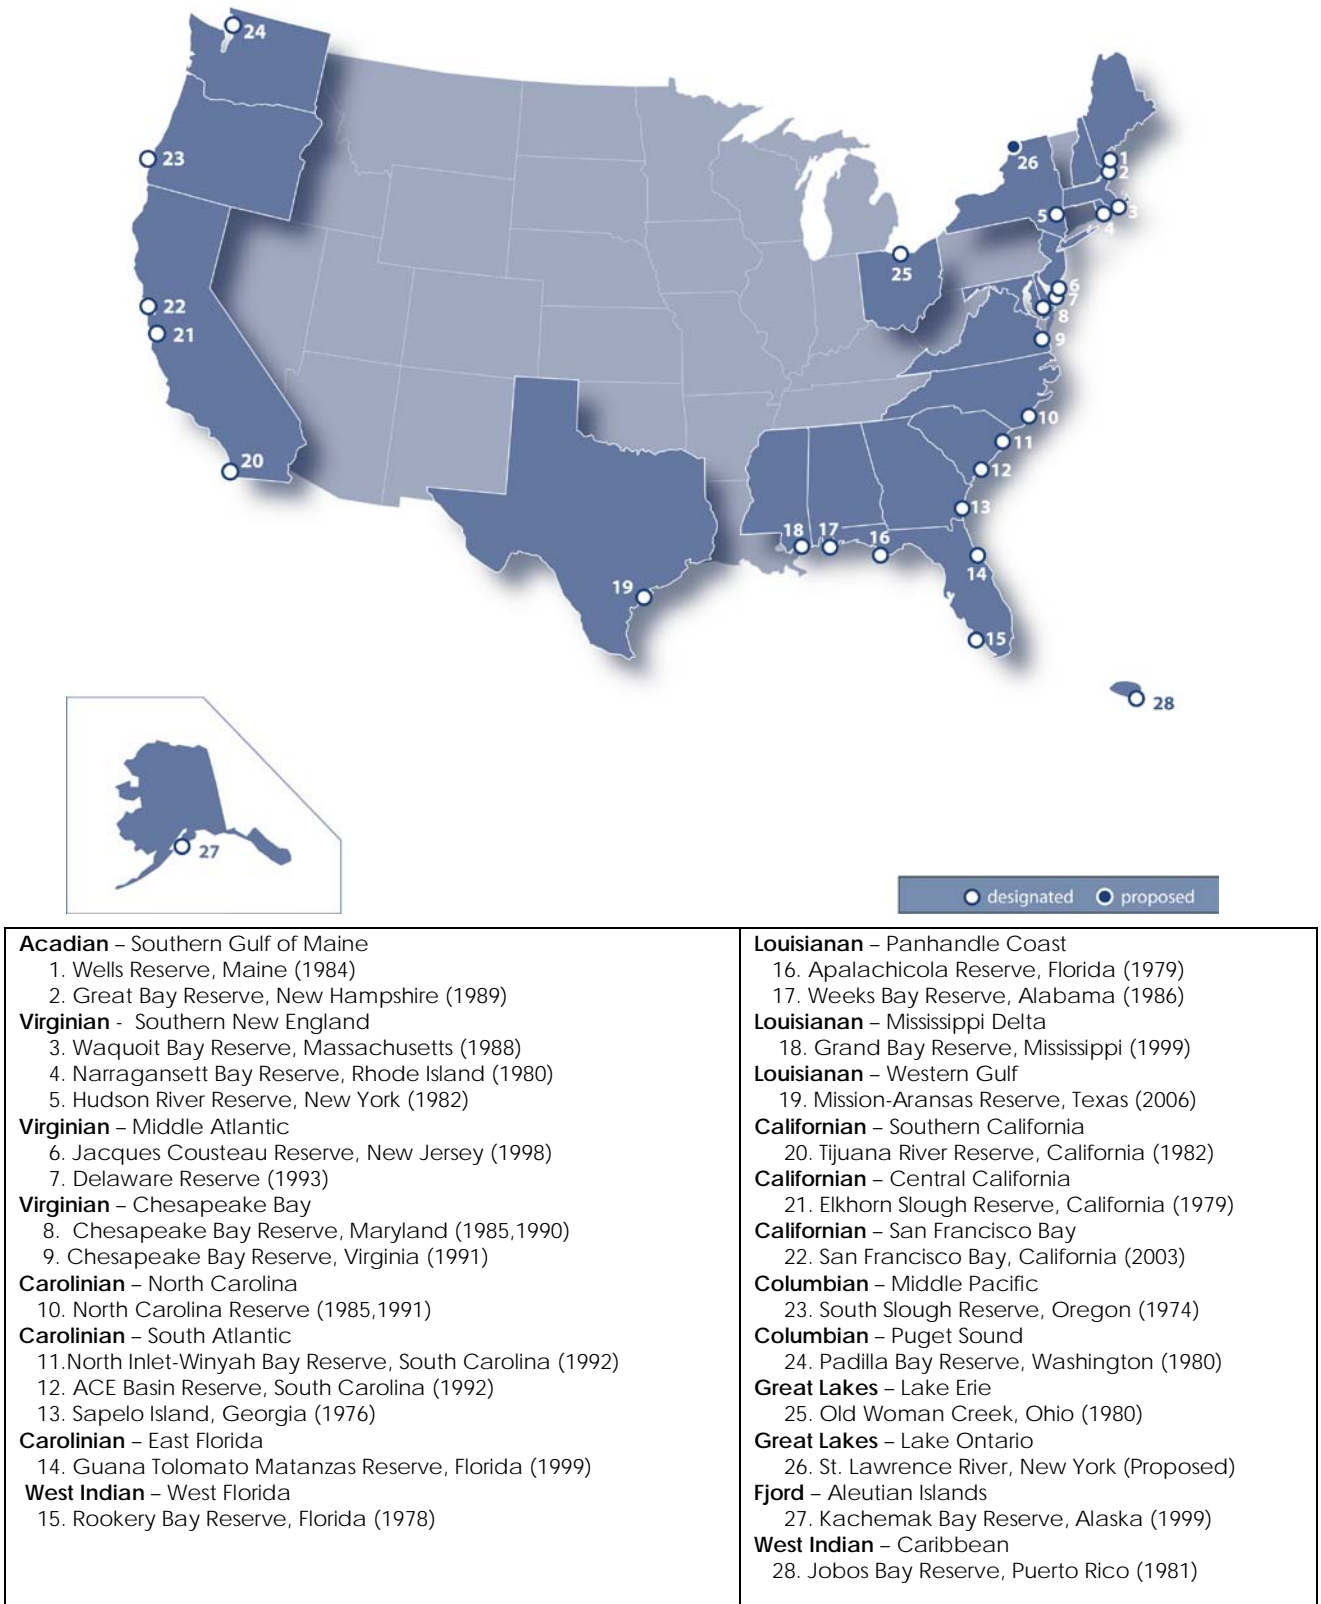 24
23
22
21
20
26
1
2
3
4
5
25
6
7
8
9
10
11
12
13
18
17
16
14
19
15
28
27
designated
proposed
Acadian – Southern Gulf of Maine
1. Wells Reserve, Maine (1984)
2. Great Bay Reserve, New Hampshire (1989)
Virginian - Southern New England
3. Waquoit Bay Reserve, Massachusetts (1988)
4. Narragansett Bay Reserve, Rhode Island (1980)
5. Hudson River Reserve, New York (1982)
Virginian – Middle Atlantic
6. Jacques Cousteau Reserve, New Jersey (1998)
7. Delaware Reserve (1993)
Virginian – Chesapeake Bay
8. Chesapeake Bay Reserve, Maryland (1985,1990)
9. Chesapeake Bay Reserve, Virginia (1991)
Carolinian – North Carolina
10. North Carolina Reserve (1985,1991)
Carolinian – South Atlantic
11.North Inlet-Winyah Bay Reserve, South Carolina (1992)
12. ACE Basin Reserve, South Carolina (1992)
13. Sapelo Island, Georgia (1976)
Carolinian – East Florida
14. Guana Tolomato Matanzas Reserve, Florida (1999)
West Indian – West Florida
15. Rookery Bay Reserve, Florida (1978)
Louisianan – Panhandle Coast
16. Apalachicola Reserve, Florida (1979)
17. Weeks Bay Reserve, Alabama (1986)
Louisianan – Mississippi Delta
18. Grand Bay Reserve, Mississippi (1999)
Louisianan – Western Gulf
19. Mission-Aransas Reserve, Texas (2006)
Californian – Southern California
20. Tijuana River Reserve, California (1982)
Californian – Central California
21. Elkhorn Slough Reserve, California (1979)
Californian – San Francisco Bay
22. San Francisco Bay, California (2003)
Columbian – Middle Pacific
23. South Slough Reserve, Oregon (1974)
Columbian – Puget Sound
24. Padilla Bay Reserve, Washington (1980)
Great Lakes – Lake Erie
25. Old Woman Creek, Ohio (1980)
Great Lakes – Lake Ontario
26. St. Lawrence River, New York (Proposed)
Fjord – Aleutian Islands
27. Kachemak Bay Reserve, Alaska (1999)
West Indian – Caribbean
28. Jobos Bay Reserve, Puerto Rico (1981)